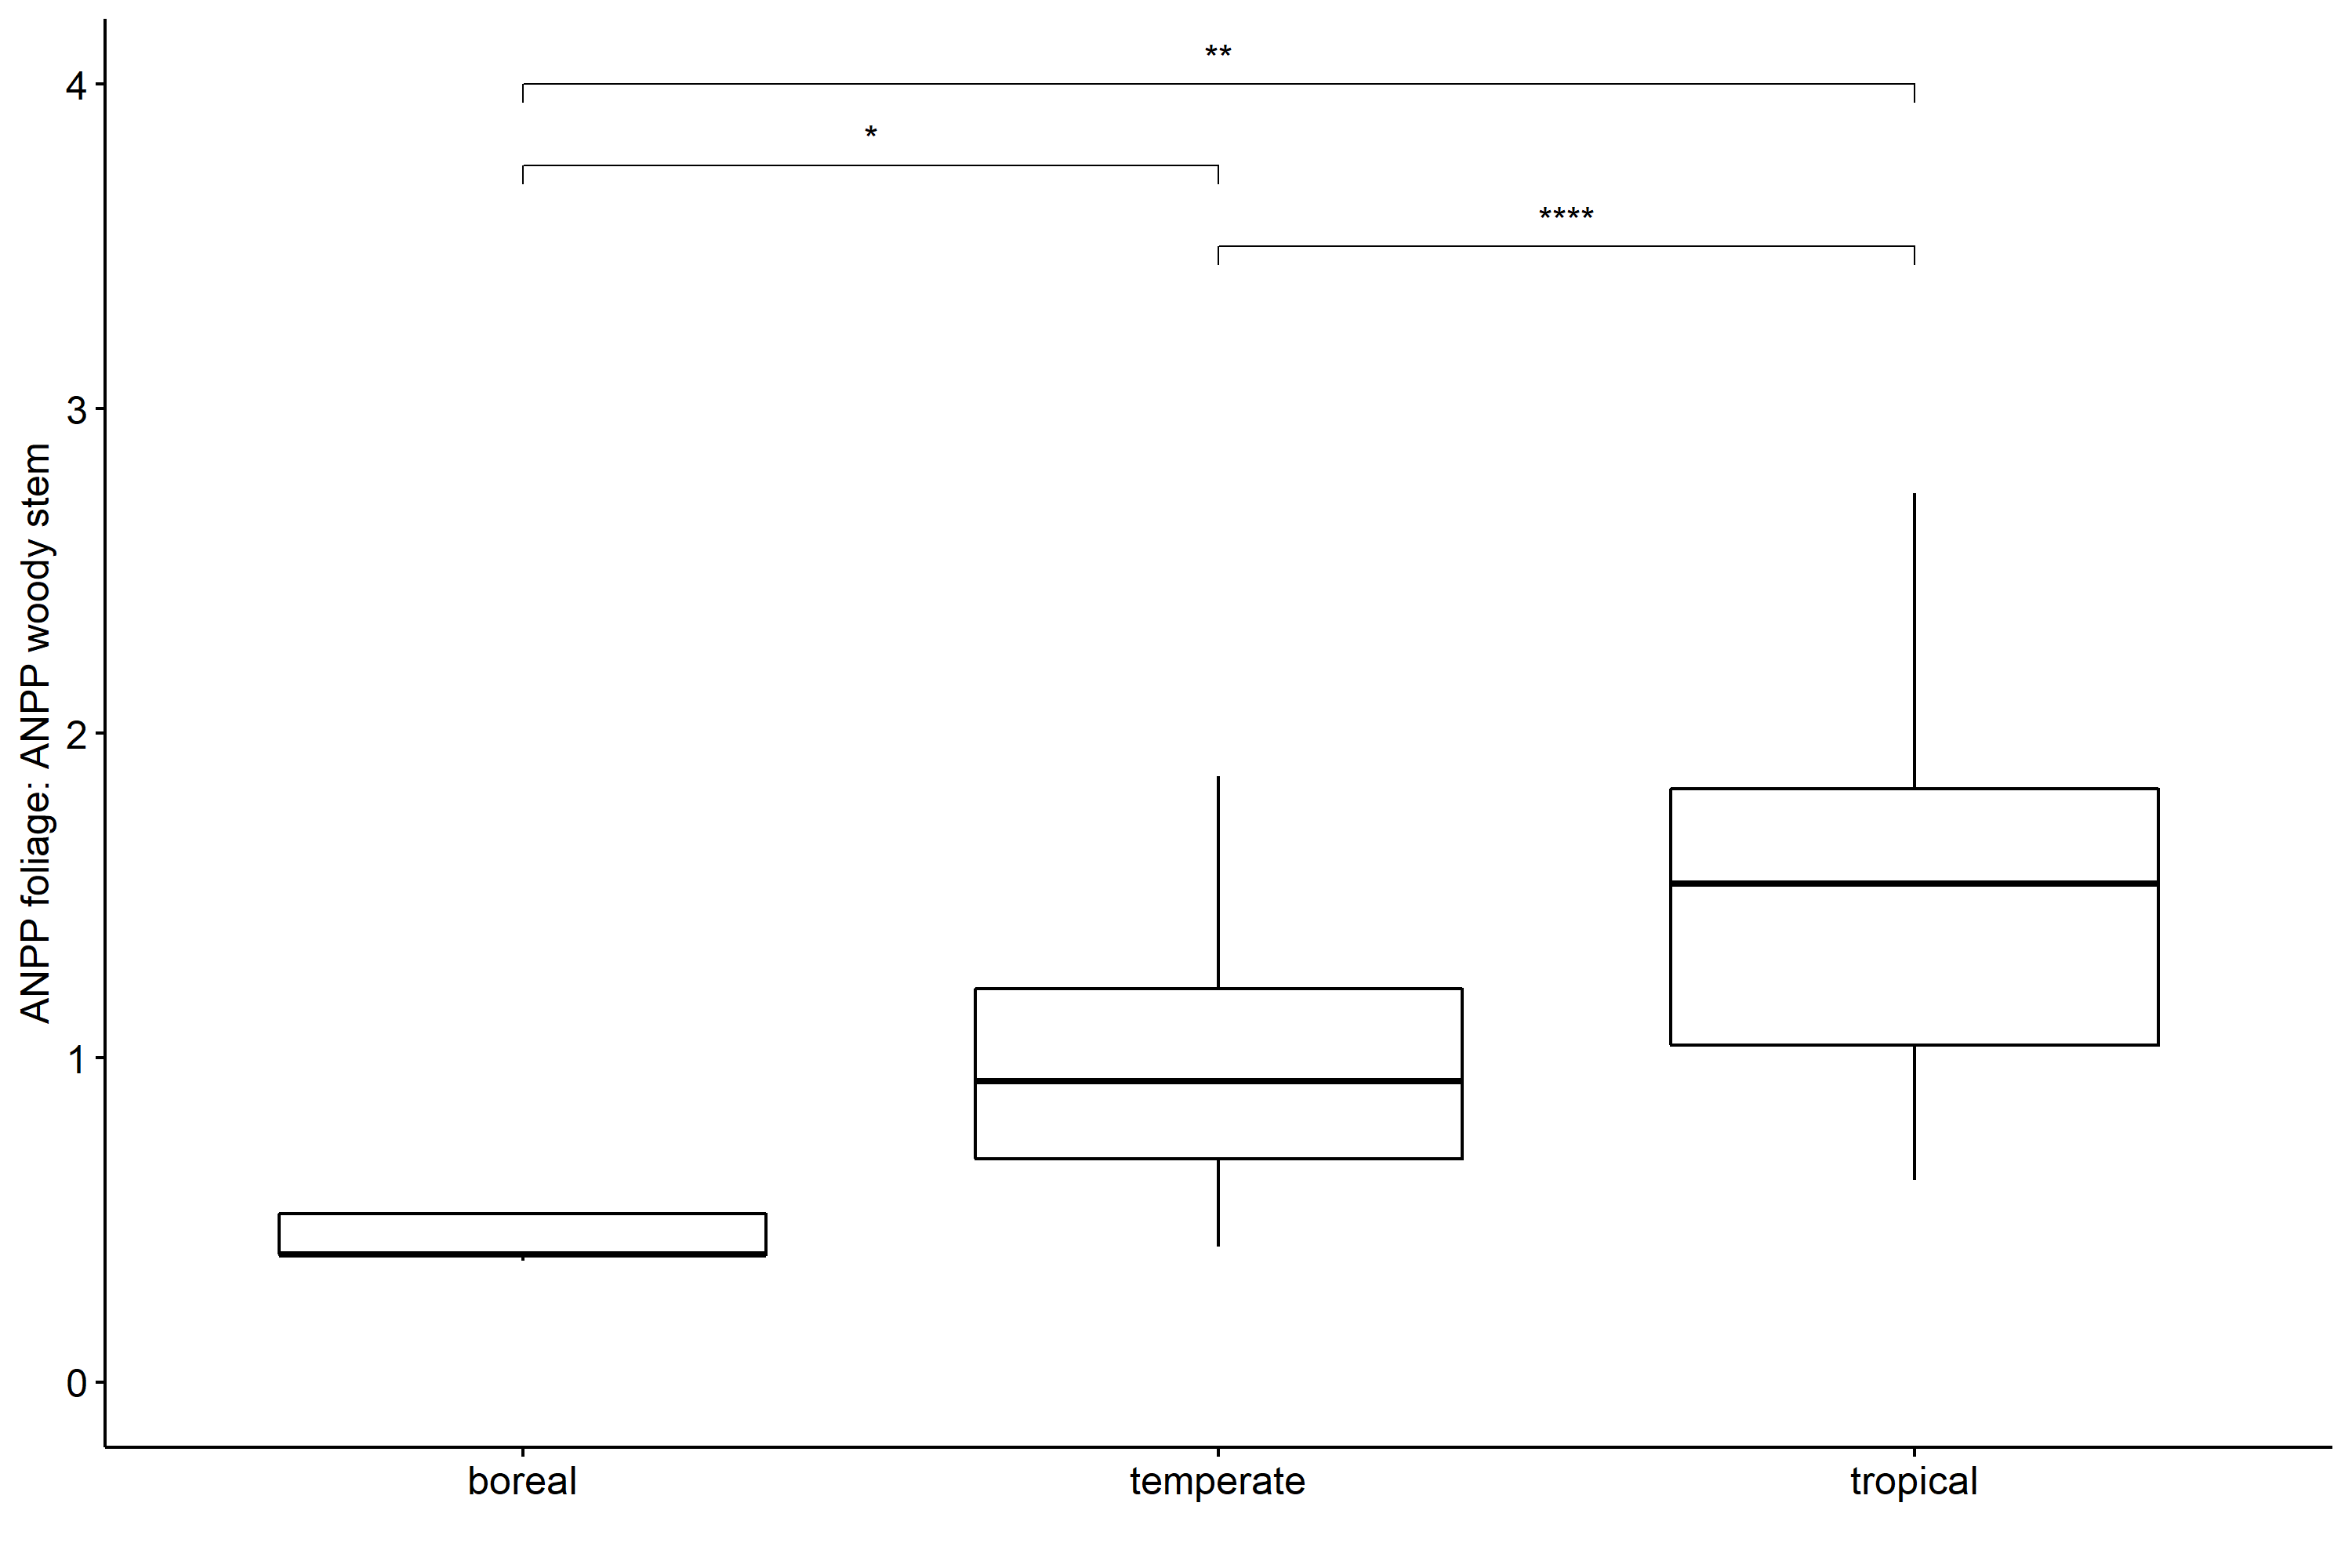 **
*
****
4
3
2
1
0
ANPP foliage: ANPP woody stem
boreal
temperate
tropical